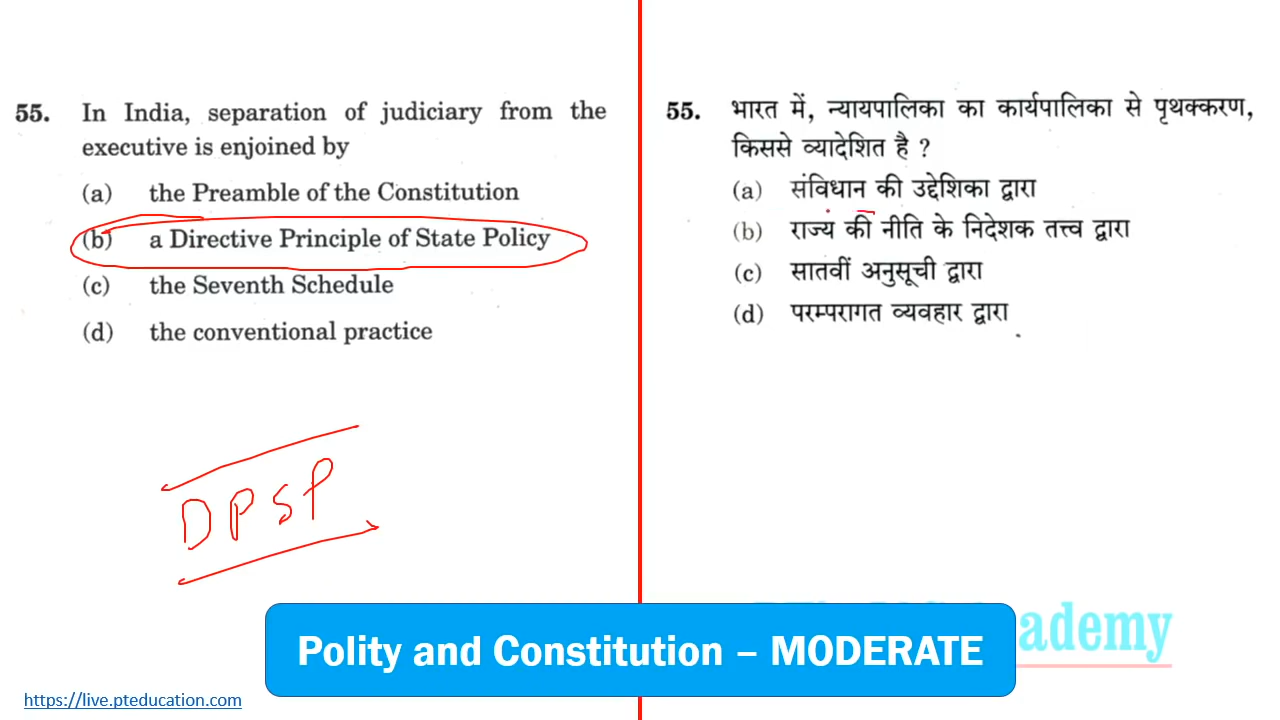 55. In India, separation of judiciary from the
executive is enjoined by
(a) the Preamble of the Constitution
(b) a Directive Principle of State Policy
(c) the Seventh Schedule
(d) the conventional practice
DPSP
55. भारत में, न्यायपालिका का कार्यपालिका से पृथक्करण,
किससे व्यादेशित है ?
(a) संविधान की उद्देशिका द्वारा
(b) राज्य की नीति के निदेशक तत्त्व द्वारा
(c) सातवीं अनुसूची द्वारा
(d) परम्परागत व्यवहार द्वारा
ademy
Polity and Constitution – MODERATE
https://live.pteducation.com